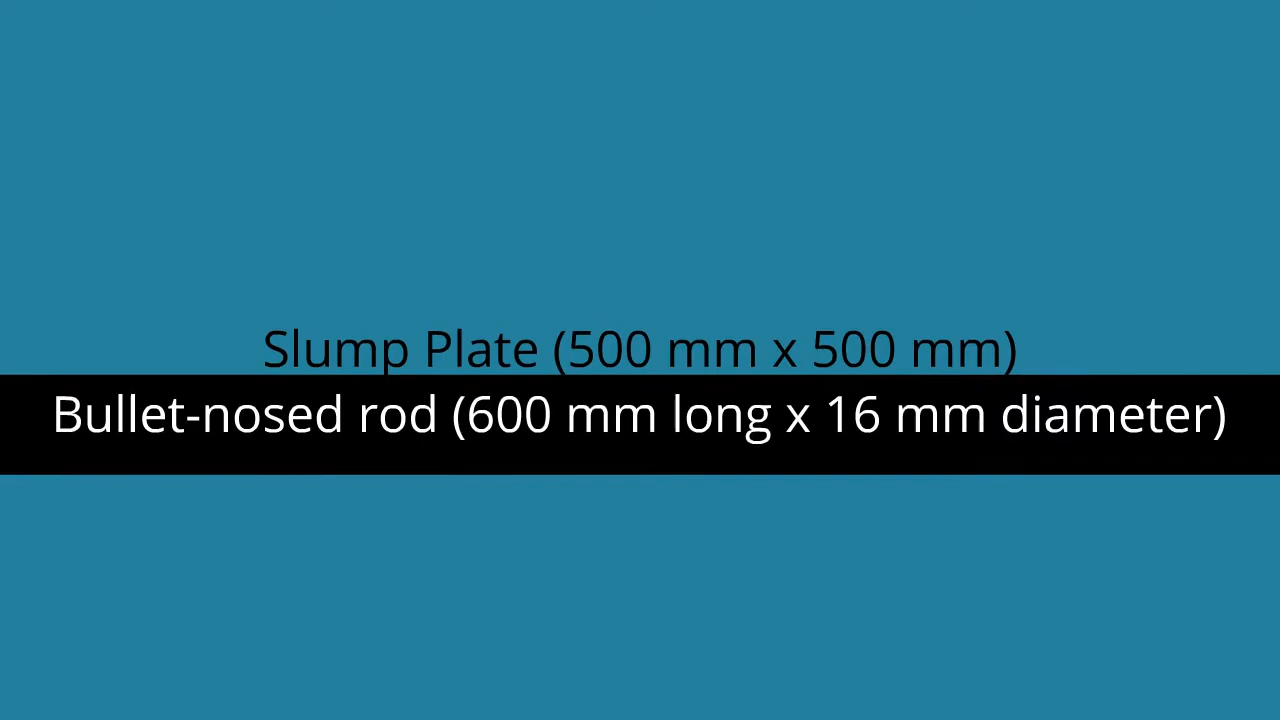 Slump Plate (500 mm x 500 mm)
Bullet-nosed rod (600 mm long x 16 mm diameter)